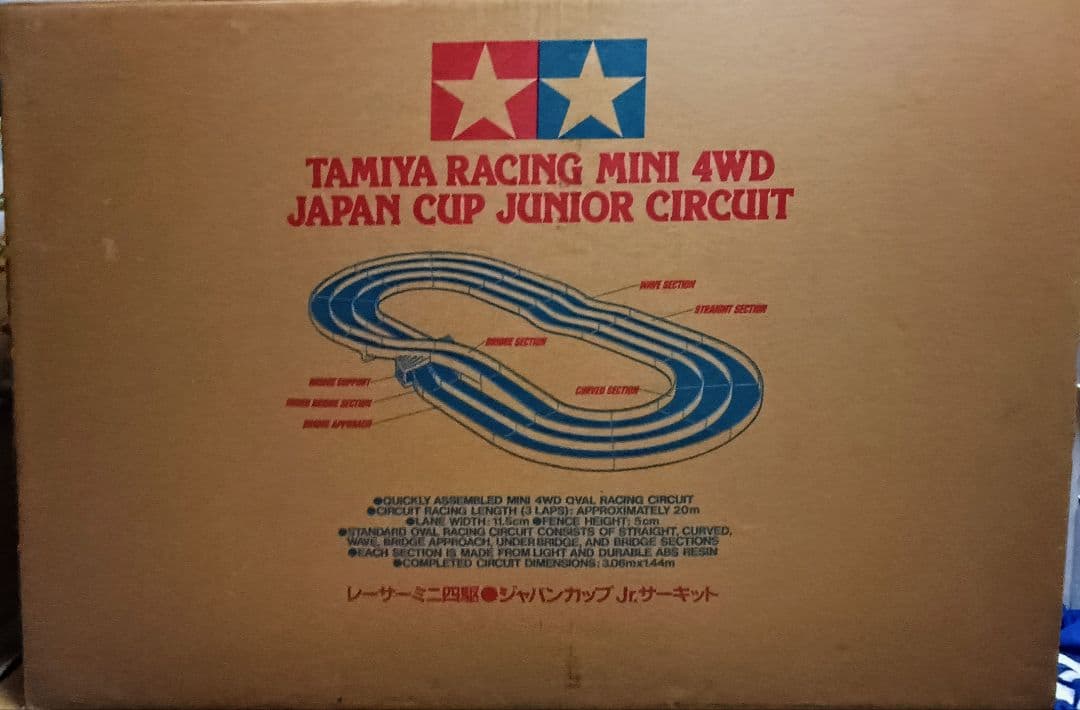 TAMIYA RACING MINI 4WD
JAPAN CUP JUNIOR CIRCUIT
WAVE SECTION
STRAIGHT SECTION
BRIDGE SECTION
CURVED SECTION
BRIDGE SUPPORT
UNDER BRIDGE SECTION
BRIDGE APPROACH
●QUICKLY ASSEMBLED MINI 4WD OVAL RACING CIRCUIT
●CIRCUIT RACING LENGTH (3 LAPS): APPROXIMATELY 20m
●LANE WIDTH: 11.5cm ●FENCE HEIGHT: 5cm
●STANDARD OVAL RACING CIRCUIT CONSISTS OF STRAIGHT, CURVED,
WAVE, BRIDGE APPROACH, UNDER BRIDGE, AND BRIDGE SECTIONS
●EACH SECTION IS MADE FROM LIGHT AND DURABLE ABS RESIN
●COMPLETED CIRCUIT DIMENSIONS: 3.06m×1.44m
レーサーミニ四駆●ジャパンカップ Jr.サーキット